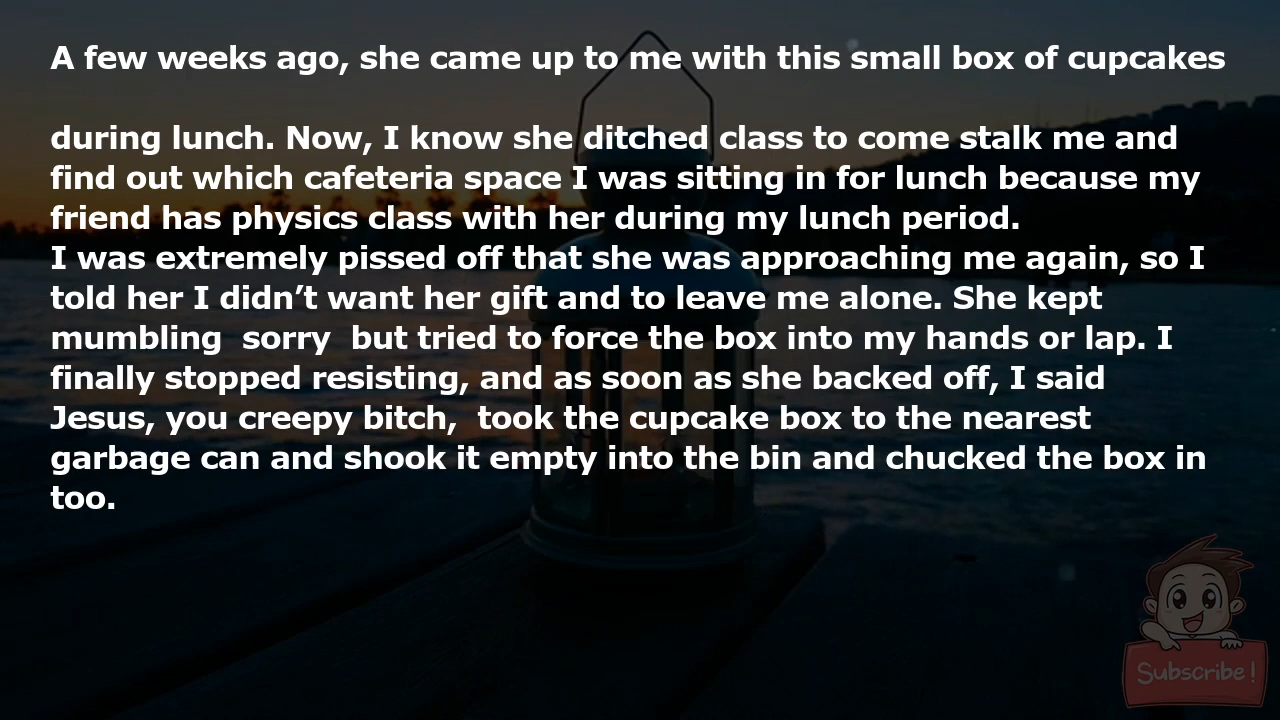 A few weeks ago, she came up to me with this small box of cupcakes
during lunch. Now, I know she ditched class to come stalk me and
find out which cafeteria space I was sitting in for lunch because my
friend has physics class with her during my lunch period.
I was extremely pissed off that she was approaching me again, so I
told her I didn’t want her gift and to leave me alone. She kept
mumbling  sorry  but tried to force the box into my hands or lap. I
finally stopped resisting, and as soon as she backed off, I said
Jesus, you creepy bitch,  took the cupcake box to the nearest
garbage can and shook it empty into the bin and chucked the box in
too.
Subscribe!